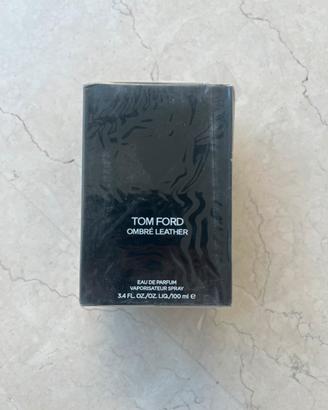 TOM FORD
OMBRÉ LEATHER
EAU DE PARFUM
VAPORISATEUR SPRAY
3.4 FL. OZ./OZ. LIQ./100 ml ℮